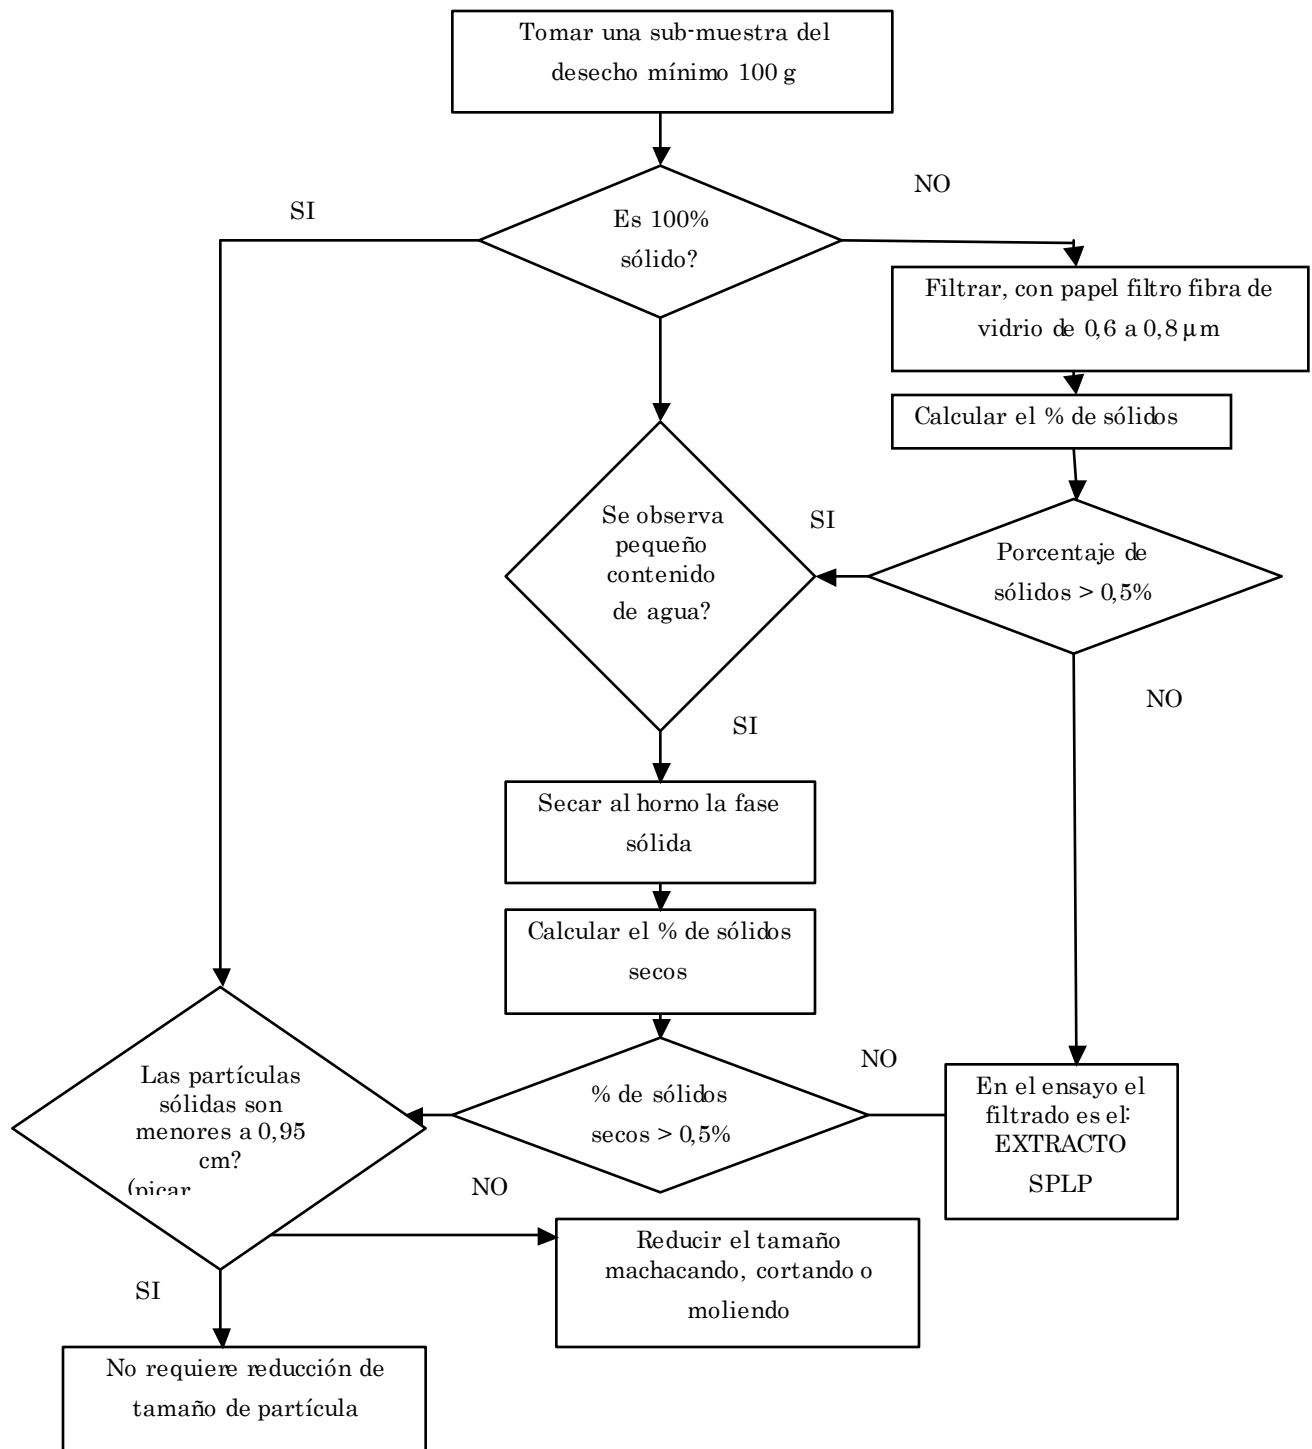 Tomar una sub-muestra del
desecho mínimo 100 g
NO
SI
Es 100%
sólido?
Filtrar, con papel filtro fibra de
vidrio de 0,6 a 0,8 µm
Calcular el % de sólidos
Se observa
pequeño
contenido
de agua?
SI
Porcentaje de
sólidos > 0,5%
NO
SI
Secar al horno la fase
sólida
Calcular el % de sólidos
secos
Las partículas
sólidas son
menores a 0,95
cm?
(picar
% de sólidos
secos > 0,5%
NO
En el ensayo el
filtrado es el:
EXTRACTO
SPLP
NO
Reducir el tamaño
machacando, cortando o
moliendo
SI
No requiere reducción de
tamaño de partícula